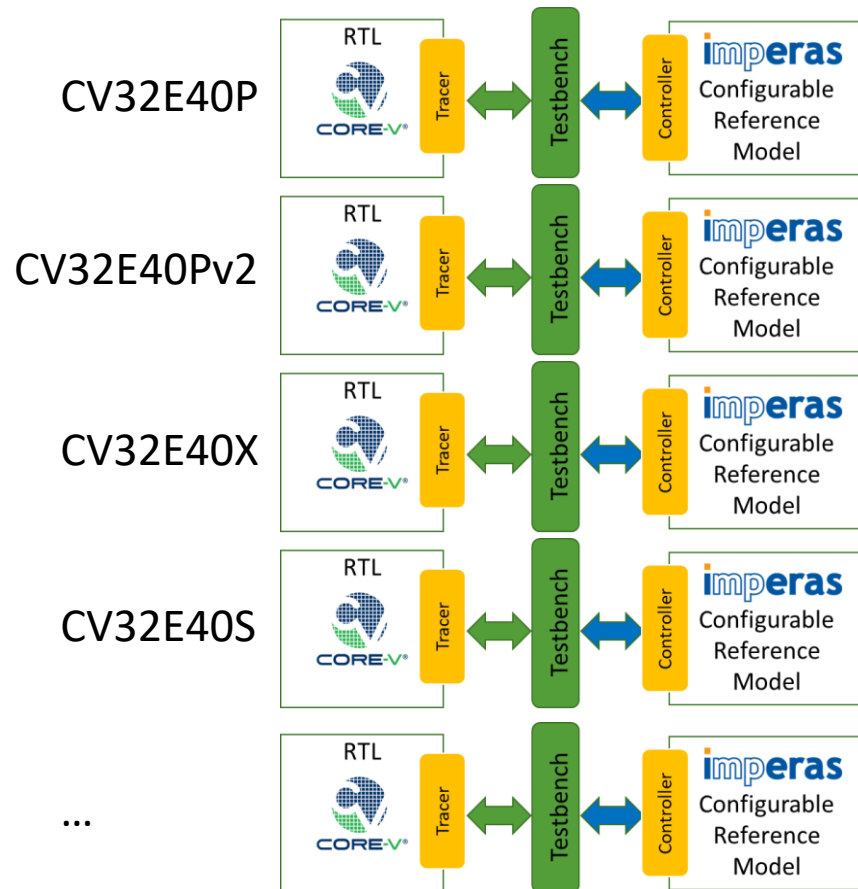 CV32E40P
RTL
CORE-V®
Tracer
Testbench
Controller
imperas
Configurable
Reference
Model
CV32E40Pv2
RTL
CORE-V®
Tracer
Testbench
Controller
imperas
Configurable
Reference
Model
CV32E40X
RTL
CORE-V®
Tracer
Testbench
Controller
imperas
Configurable
Reference
Model
CV32E40S
RTL
CORE-V®
Tracer
Testbench
Controller
imperas
Configurable
Reference
Model
...
RTL
CORE-V®
Tracer
Testbench
Controller
imperas
Configurable
Reference
Model